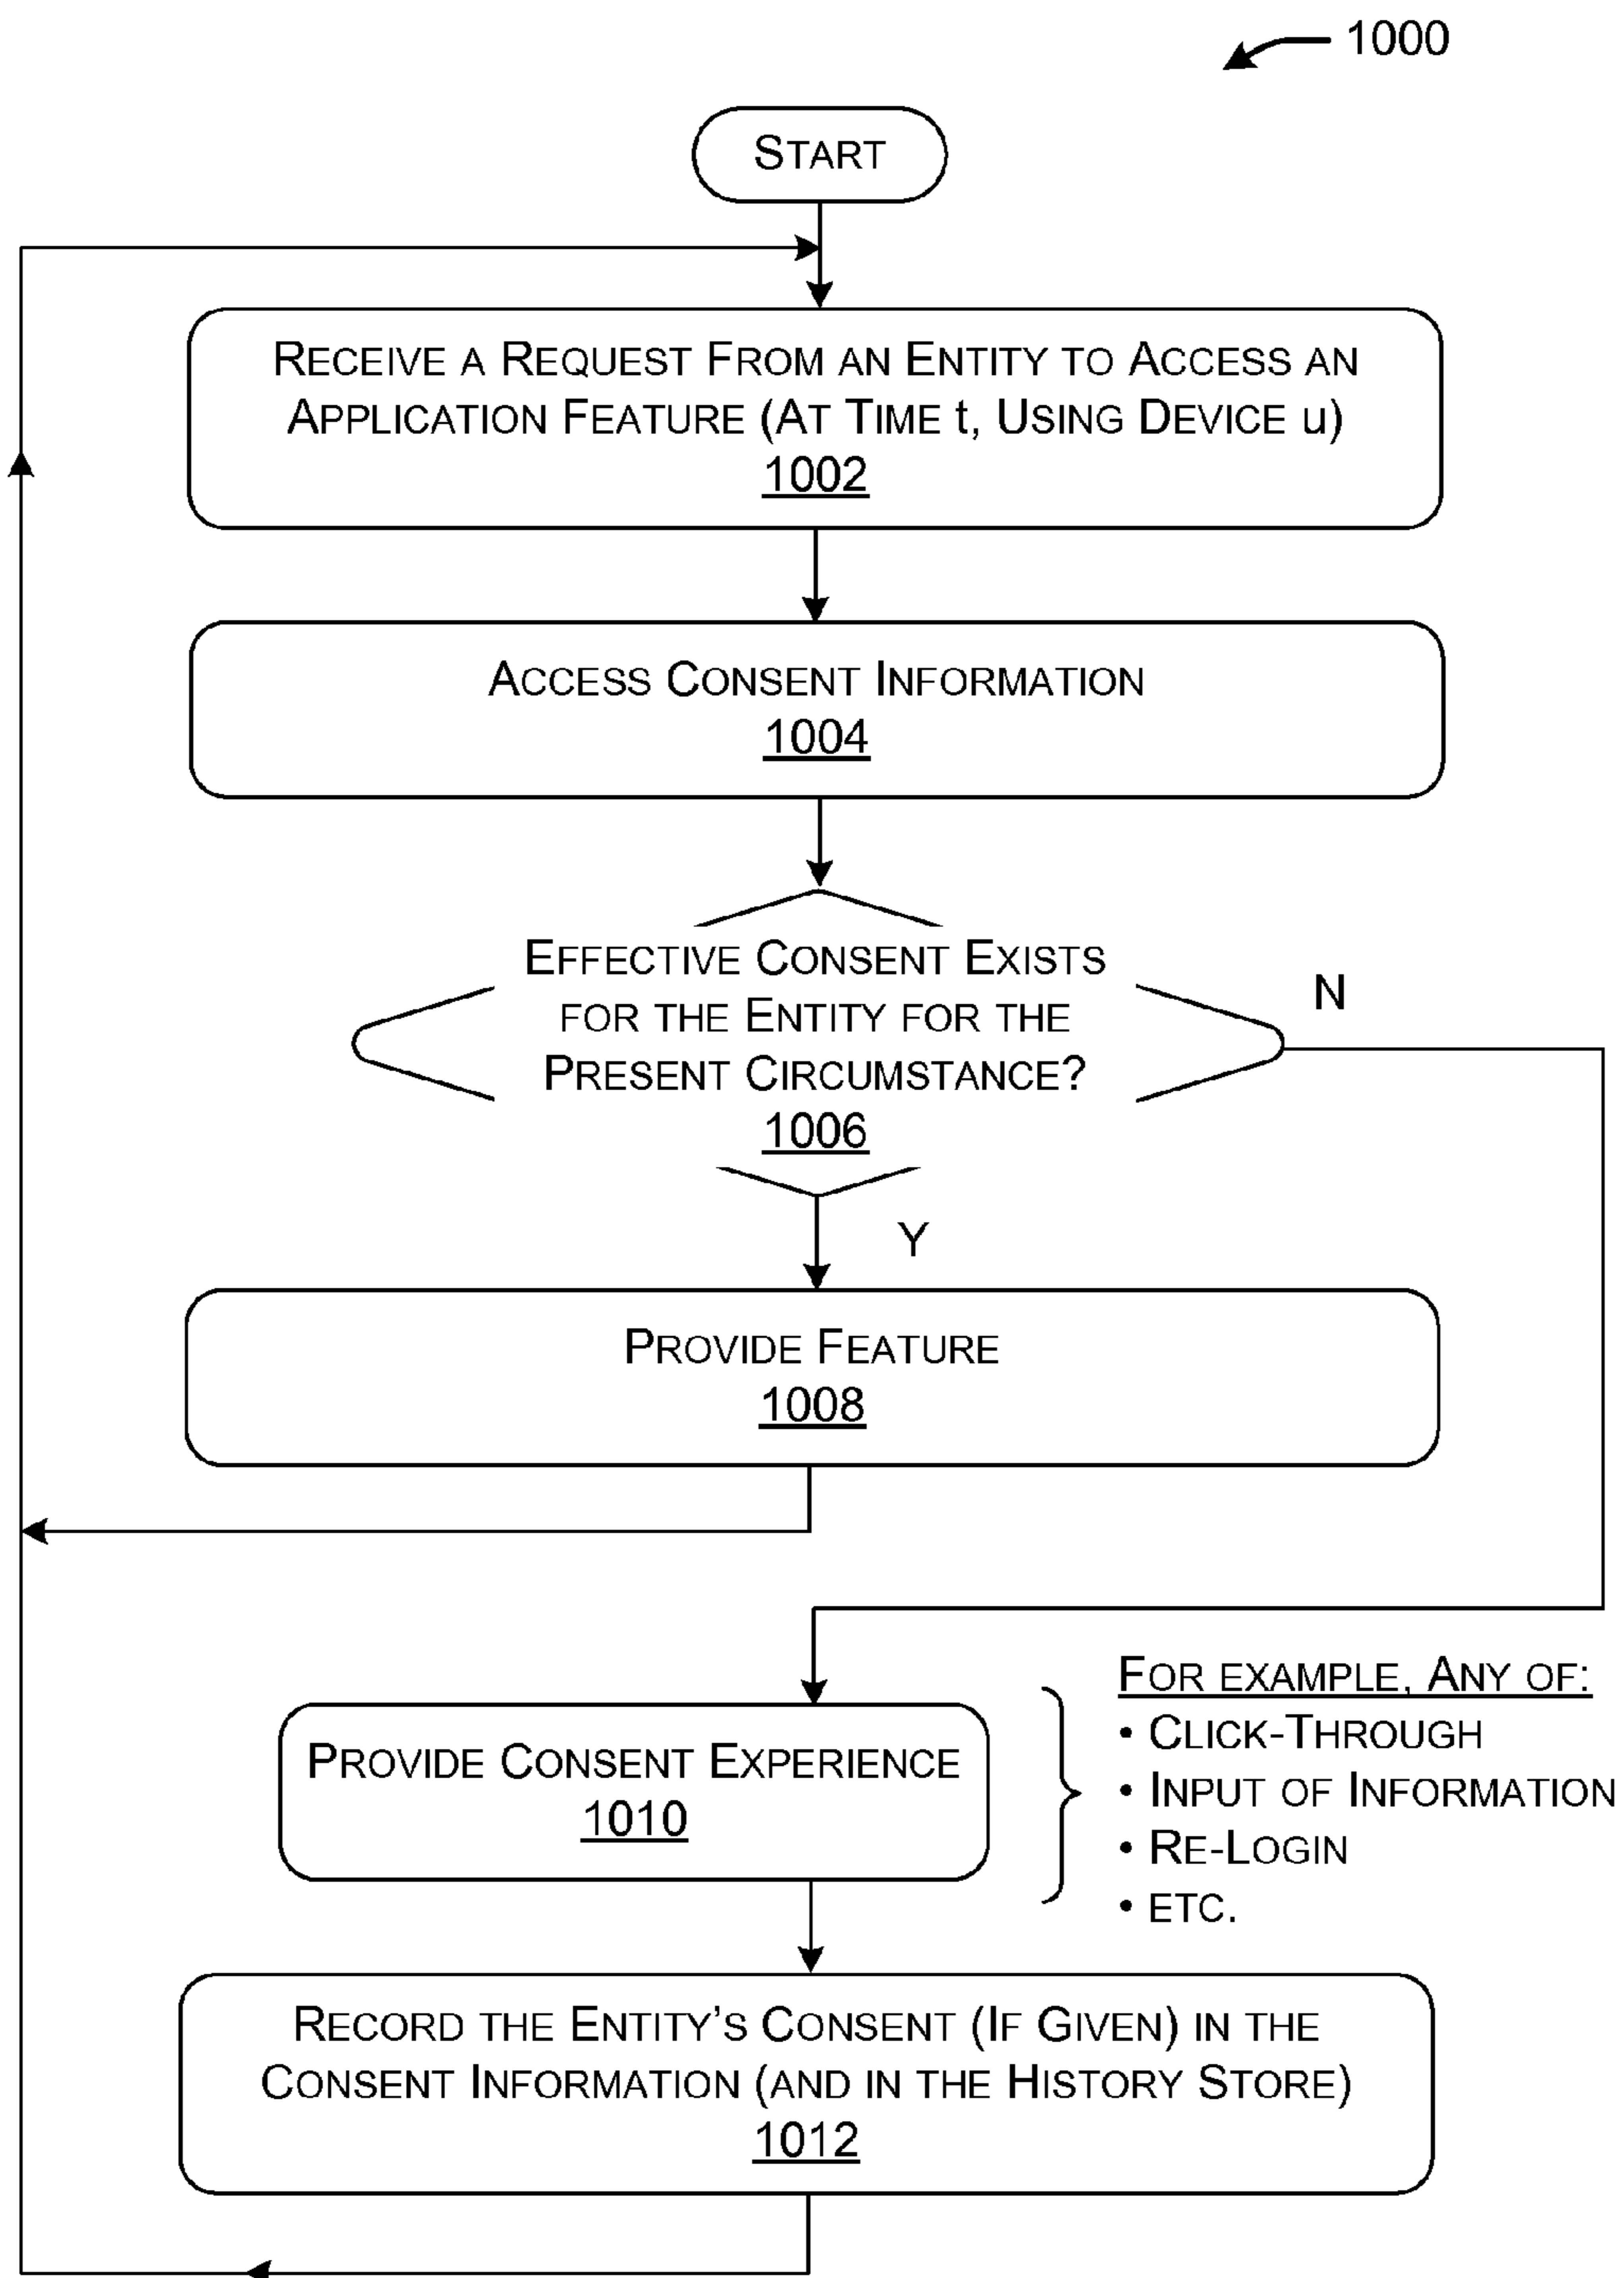 1000
START
RECEIVE A REQUEST FROM AN ENTITY TO ACCESS AN
APPLICATION FEATURE (AT TIME t, USING DEVICE u)
1002
ACCESS CONSENT INFORMATION
1004
EFFECTIVE CONSENT EXISTS
FOR THE ENTITY FOR THE
PRESENT CIRCUMSTANCE?
1006
N
Y
PROVIDE FEATURE
1008
PROVIDE CONSENT EXPERIENCE
1010
FOR EXAMPLE, ANY OF:
• CLICK-THROUGH
• INPUT OF INFORMATION
• RE-LOGIN
• ETC.
RECORD THE ENTITY'S CONSENT (IF GIVEN) IN THE
CONSENT INFORMATION (AND IN THE HISTORY STORE)
1012